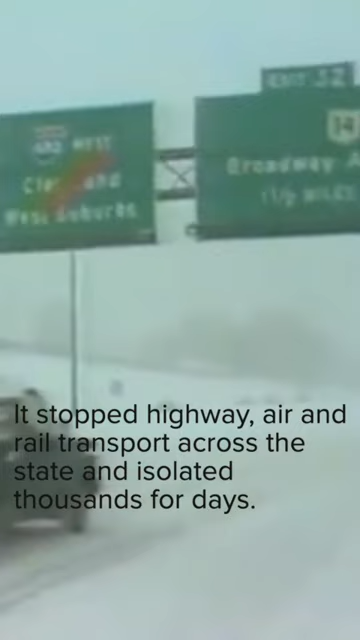 EXIT 32
480 WEST
14
Cleveland
West Suburbs
Broadway A
1 1/2 MILES
It stopped highway, air and
rail transport across the
state and isolated
thousands for days.